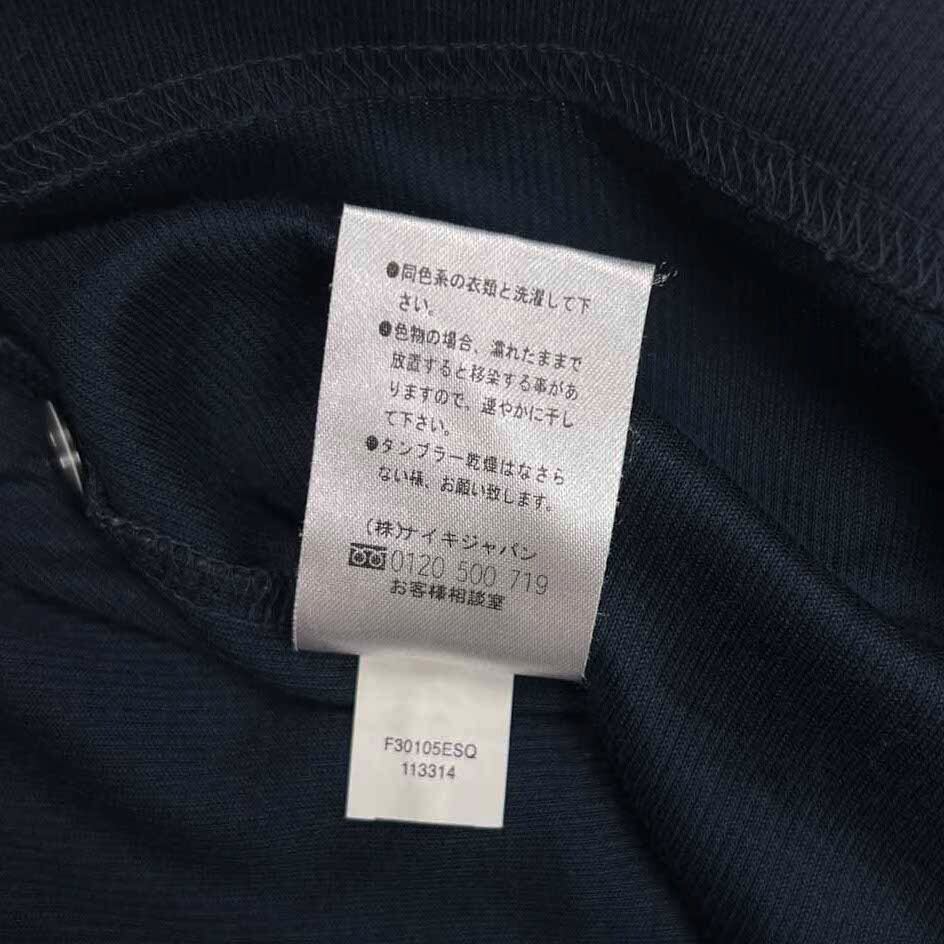 ●同色系の衣類と洗濯して下
さい。
●色物の場合、濡れたままで
放置すると移染する事があ
りますので、速やかに干し
て下さい。
●タンブラー乾燥はなさら
ない様、お願い致します。
(株)ナイキジャパン
0120 500 719
お客様相談室
F30105ESQ
113314